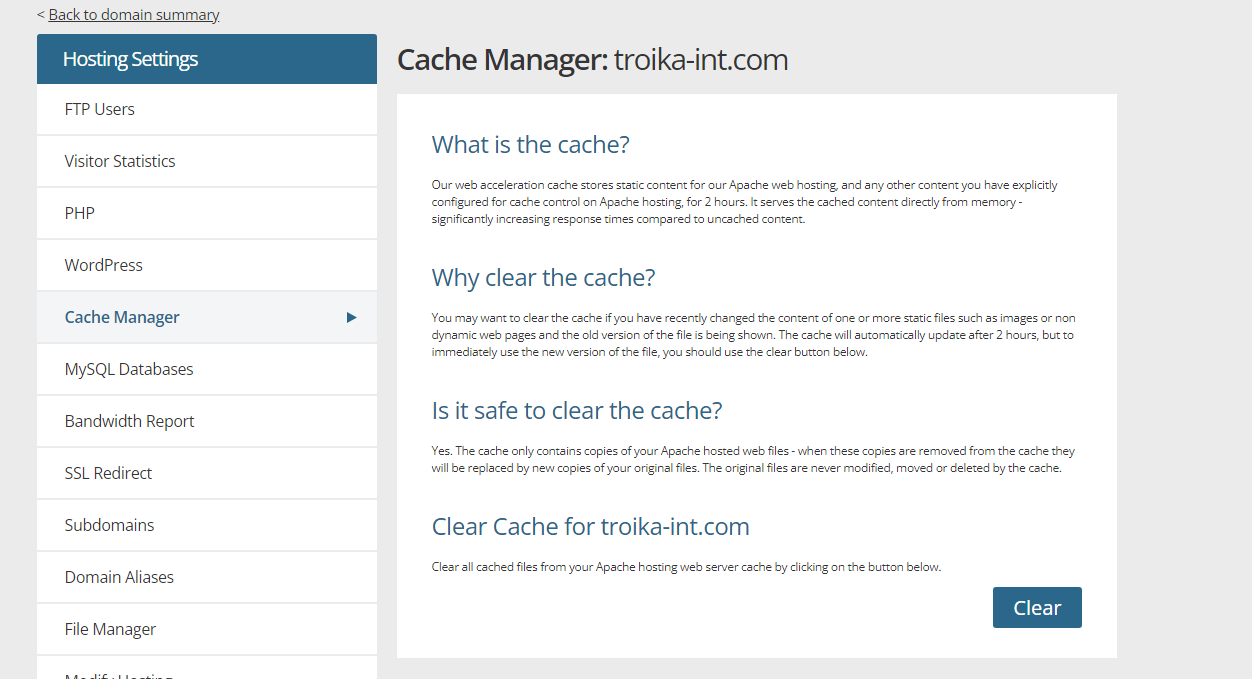 < Back to domain summary
Hosting Settings
FTP Users
Visitor Statistics
PHP
WordPress
Cache Manager
MySQL Databases
Bandwidth Report
SSL Redirect
Subdomains
Domain Aliases
File Manager
Modify Hosting
Cache Manager: troika-int.com
What is the cache?
Our web acceleration cache stores static content for our Apache web hosting, and any other content you have explicitly
configured for cache control on Apache hosting, for 2 hours. It serves the cached content directly from memory -
significantly increasing response times compared to uncached content.
Why clear the cache?
You may want to clear the cache if you have recently changed the content of one or more static files such as images or non
dynamic web pages and the old version of the file is being shown. The cache will automatically update after 2 hours, but to
immediately use the new version of the file, you should use the clear button below.
Is it safe to clear the cache?
Yes. The cache only contains copies of your Apache hosted web files - when these copies are removed from the cache they
will be replaced by new copies of your original files. The original files are never modified, moved or deleted by the cache.
Clear Cache for troika-int.com
Clear all cached files from your Apache hosting web server cache by clicking on the button below.
Clear